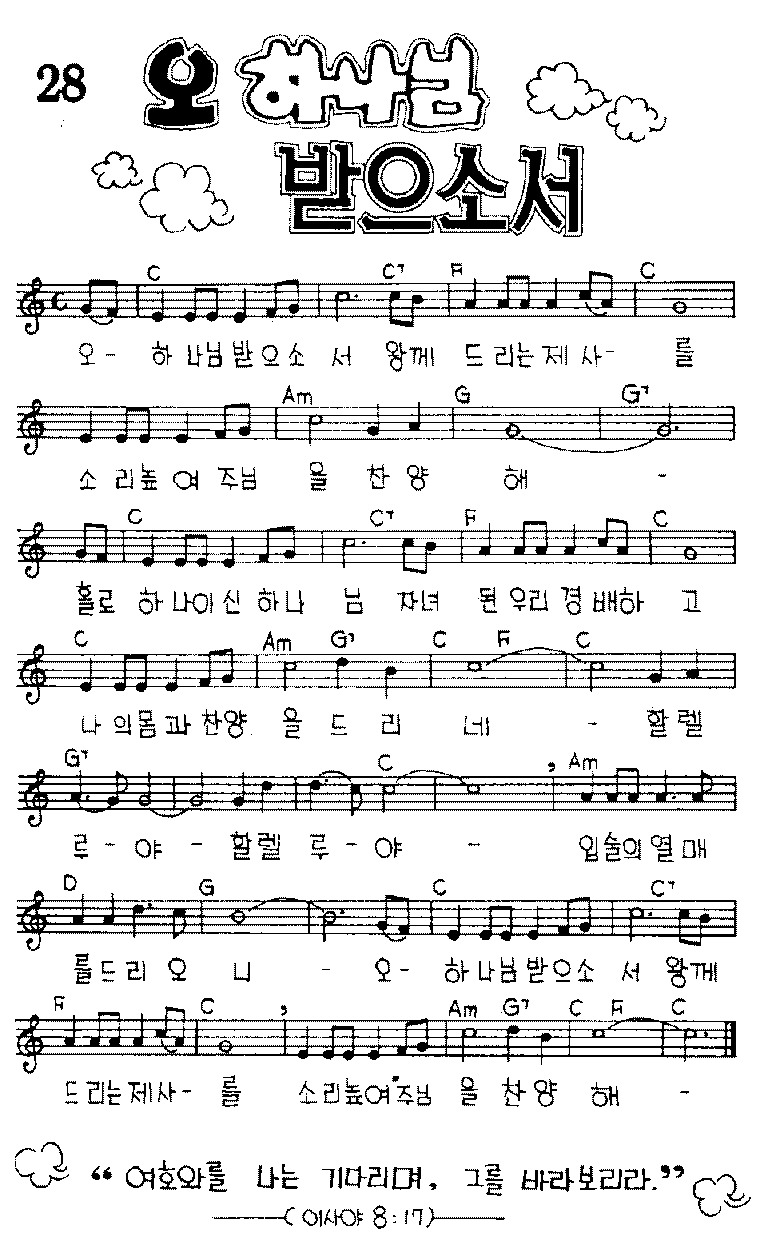 28 오 하나님
받으소서
C C7 F C
오- 하 나님 받으소 서 왕께 드리는제 사- 를
Am G G7
소 리높 여 주님 을 찬 양 해 -
C C7 F C
홀로 하 나이 신 하나 님 자녀 된 우리 경 배하 고
C Am G7 C F C
나 의몸 과 찬양 을 드 리 네 - 할 렐
G7 C Am
루 - 야 - 할렐 루 - 야 - 입술의 열 매
D G C C7
를드리 오 니 - 오- 하 나님받으소 서 왕께
F C Am G7 C F C
드리는제사- 를 소리높여 주님 을 찬 양 해 -
“ 여호와를 나는 기다리며, 그를 바라보리라.”
(이사야 8:17)